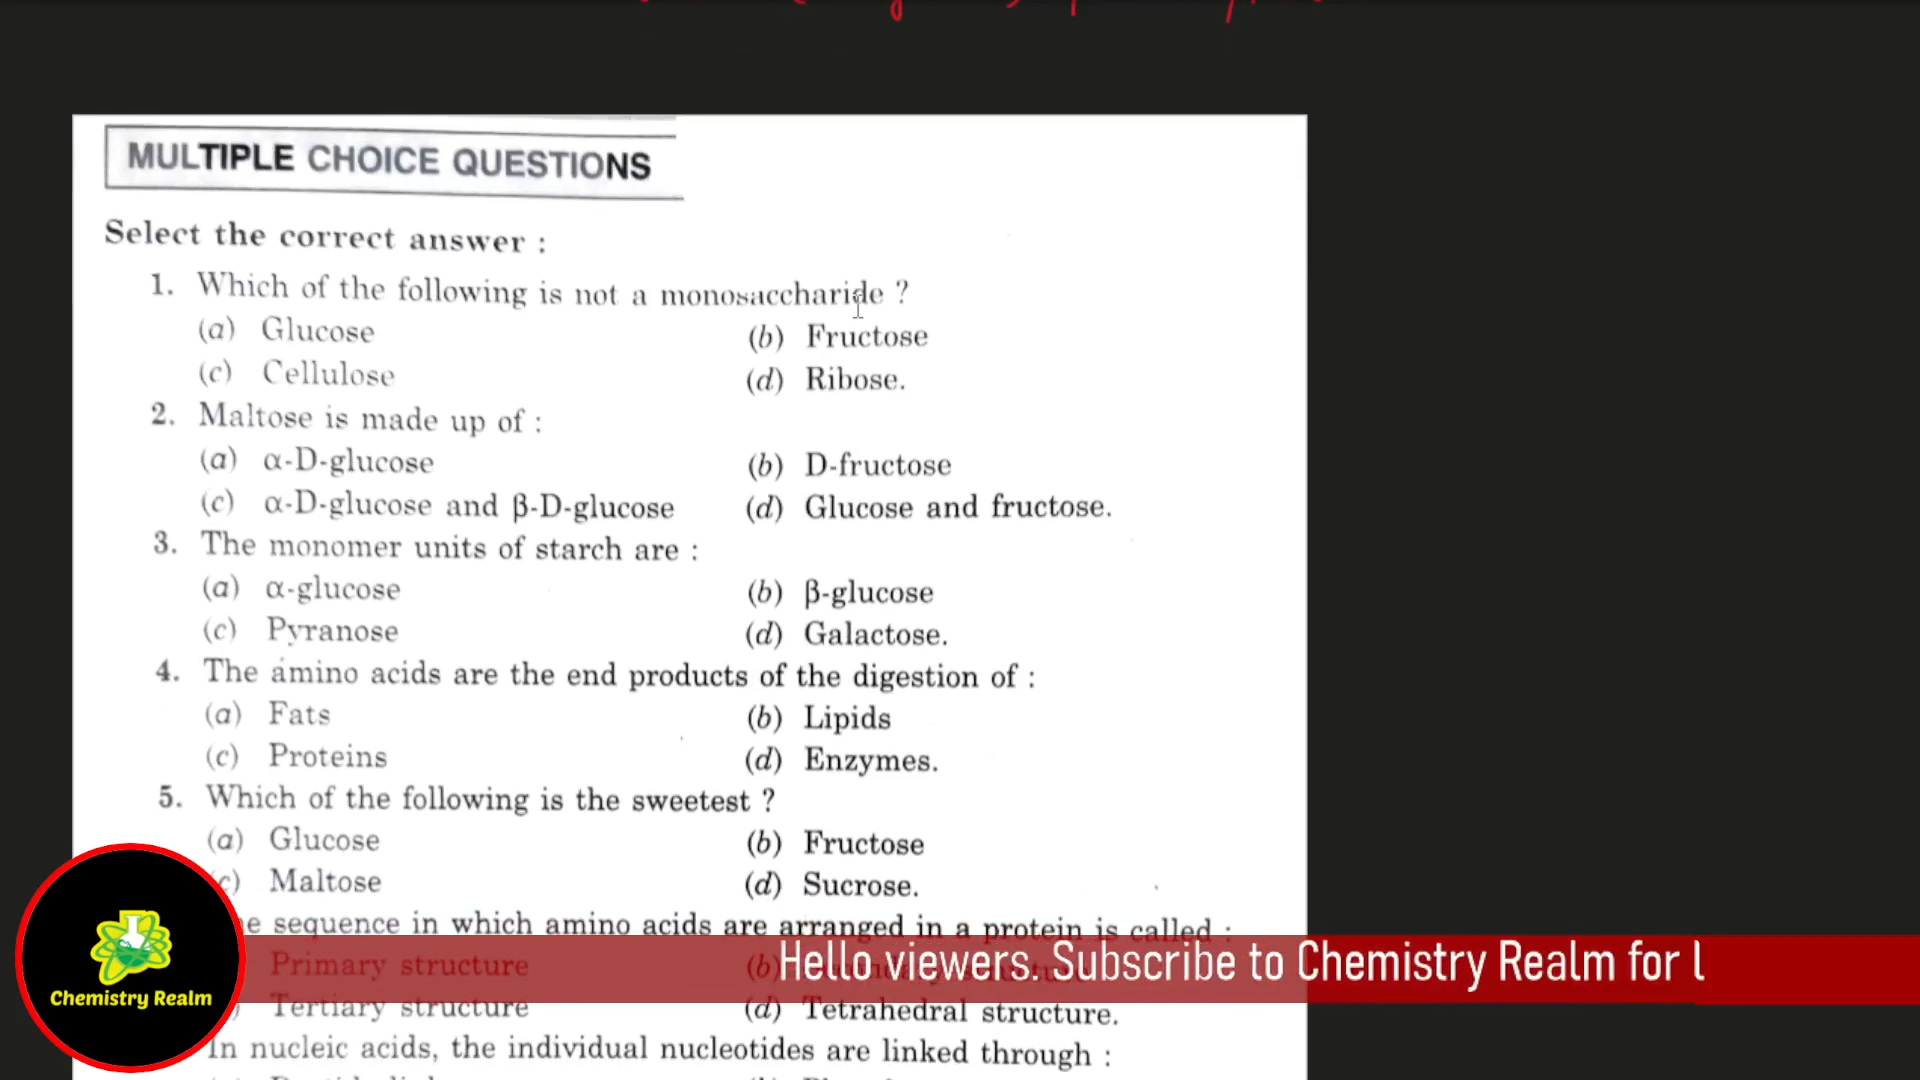 MULTIPLE CHOICE QUESTIONS
Select the correct answer :
1. Which of the following is not a monosaccharide ?
(a) Glucose (b) Fructose
(c) Cellulose (d) Ribose.
2. Maltose is made up of :
(a) α-D-glucose (b) D-fructose
(c) α-D-glucose and β-D-glucose (d) Glucose and fructose.
3. The monomer units of starch are :
(a) α-glucose (b) β-glucose
(c) Pyranose (d) Galactose.
4. The amino acids are the end products of the digestion of :
(a) Fats (b) Lipids
(c) Proteins (d) Enzymes.
5. Which of the following is the sweetest ?
(a) Glucose (b) Fructose
c) Maltose (d) Sucrose.
e sequence in which amino acids are arranged in a protein is called :
Primary structure (b)
Hello viewers. Subscribe to Chemistry Realm for l
) Tertiary structure (d) Tetrahedral structure.
Chemistry Realm
In nucleic acids, the individual nucleotides are linked through :